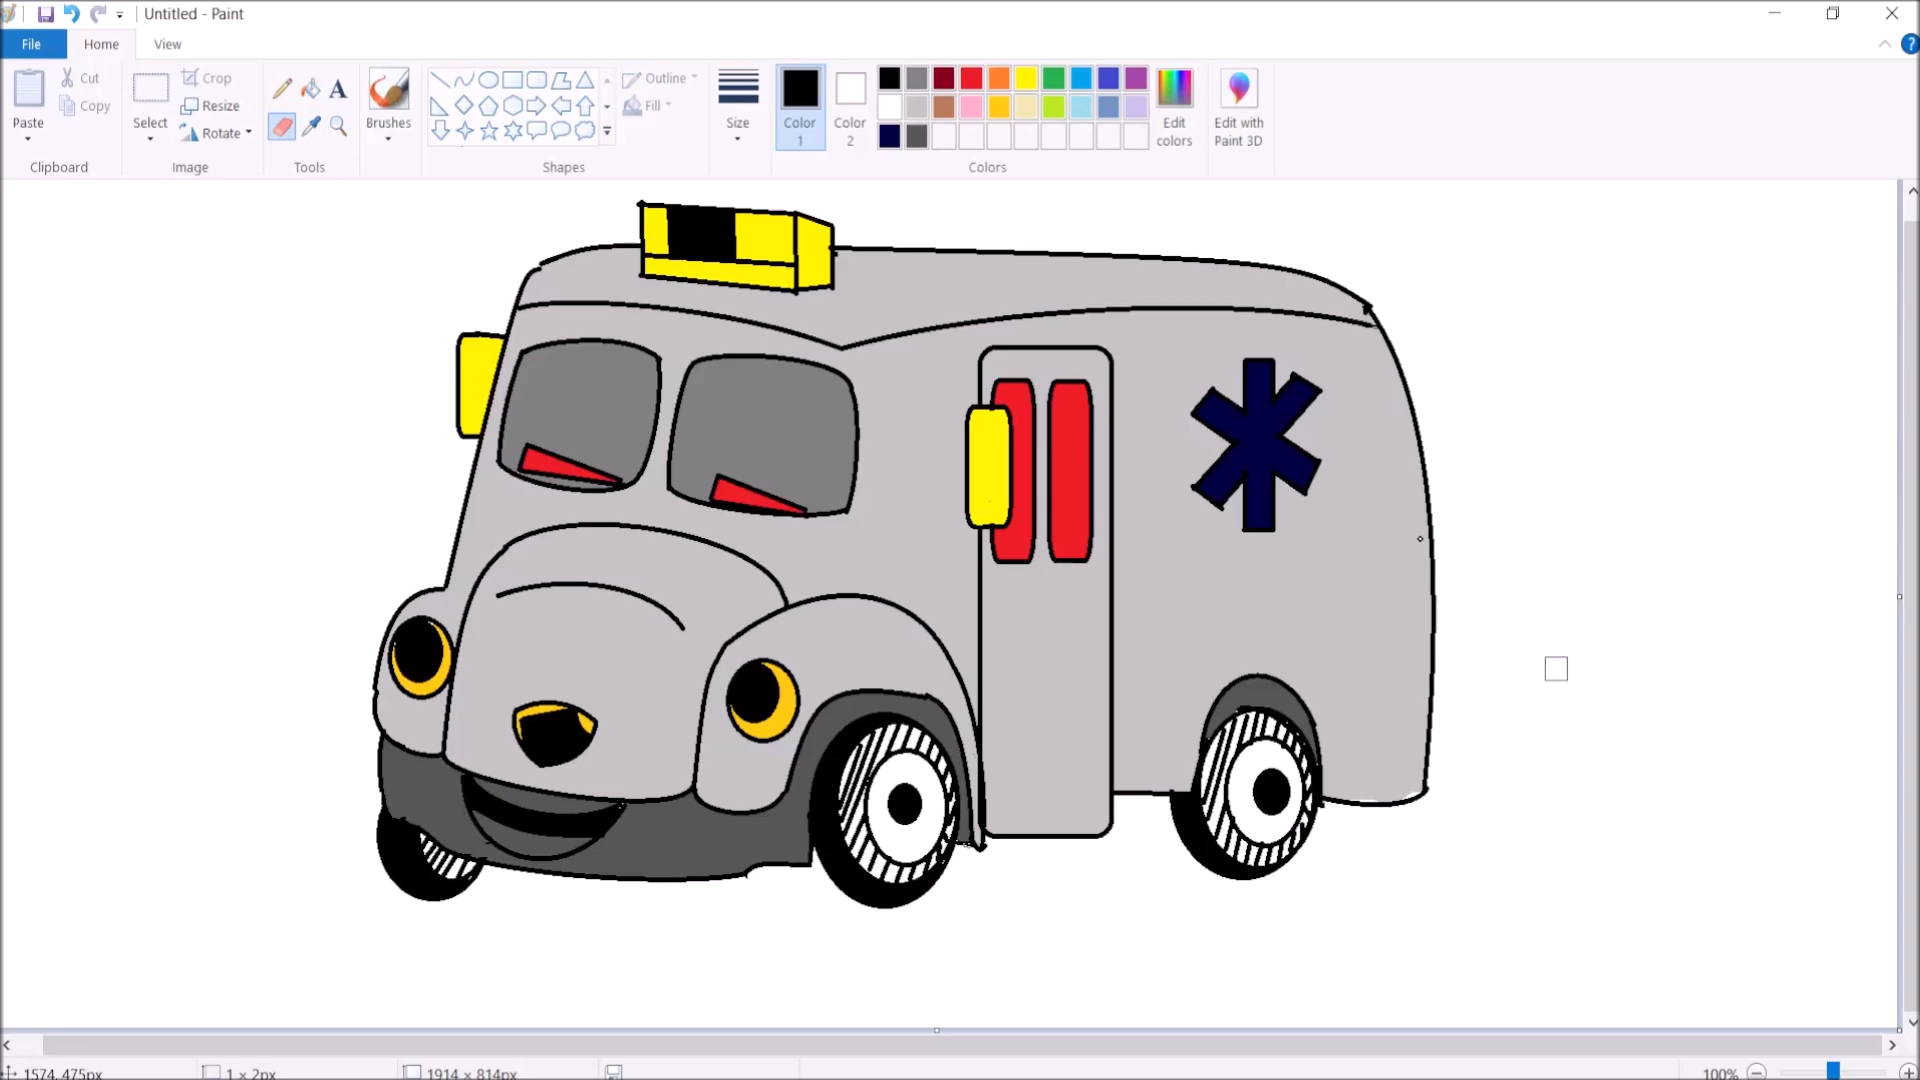 Untitled - Paint
File Home View
Paste
Cut
Copy
Clipboard
Select
Crop
Resize
Rotate
Image
A
Tools
Brushes
Outline
Fill
Shapes
Size
Color 1
Color 2
Edit colors
Edit with Paint 3D
Colors
?
1574, 475px
1 × 2px
1914 × 814px
100%